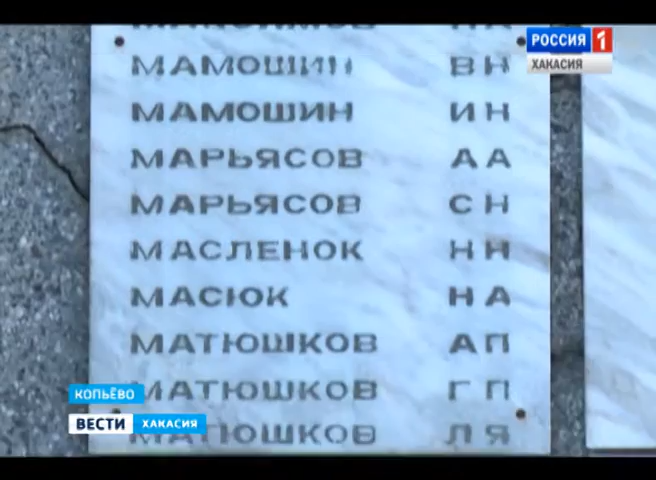 РОССИЯ 1
ХАКАСИЯ
МАМОШИН ВН
МАМОШИН ИН
МАРЬЯСОВ АА
МАРЬЯСОВ СН
МАСЛЕНОК НН
МАСЮК НА
МАТЮШКОВ АП
МАТЮШКОВ ГП
МАТЮШКОВ ЛЯ
КОПЬЁВО
ВЕСТИ ХАКАСИЯ